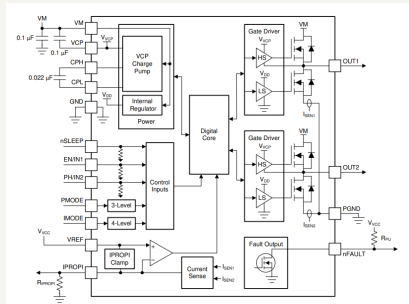 VM
0.1 µF
0.1 µF
VM
VCP
VVCP
CPH
0.022 µF
CPL
VCP
Charge
Pump
GND
VDD
Internal
Regulator
Power
nSLEEP
EN/IN1
PH/IN2
PMODE
3-Level
IMODE
4-Level
Control
Inputs
VVCC
VREF
IPROPI
Clamp
IPROPI
RIPROPI
Current
Sense
ISEN1
ISEN2
Digital
Core
Gate Driver
VM
VVCP
HS
VDD
LS
ISEN1
OUT1
Gate Driver
VM
VVCP
HS
VDD
LS
ISEN2
OUT2
PGND
VVCC
RPU
Fault Output
nFAULT